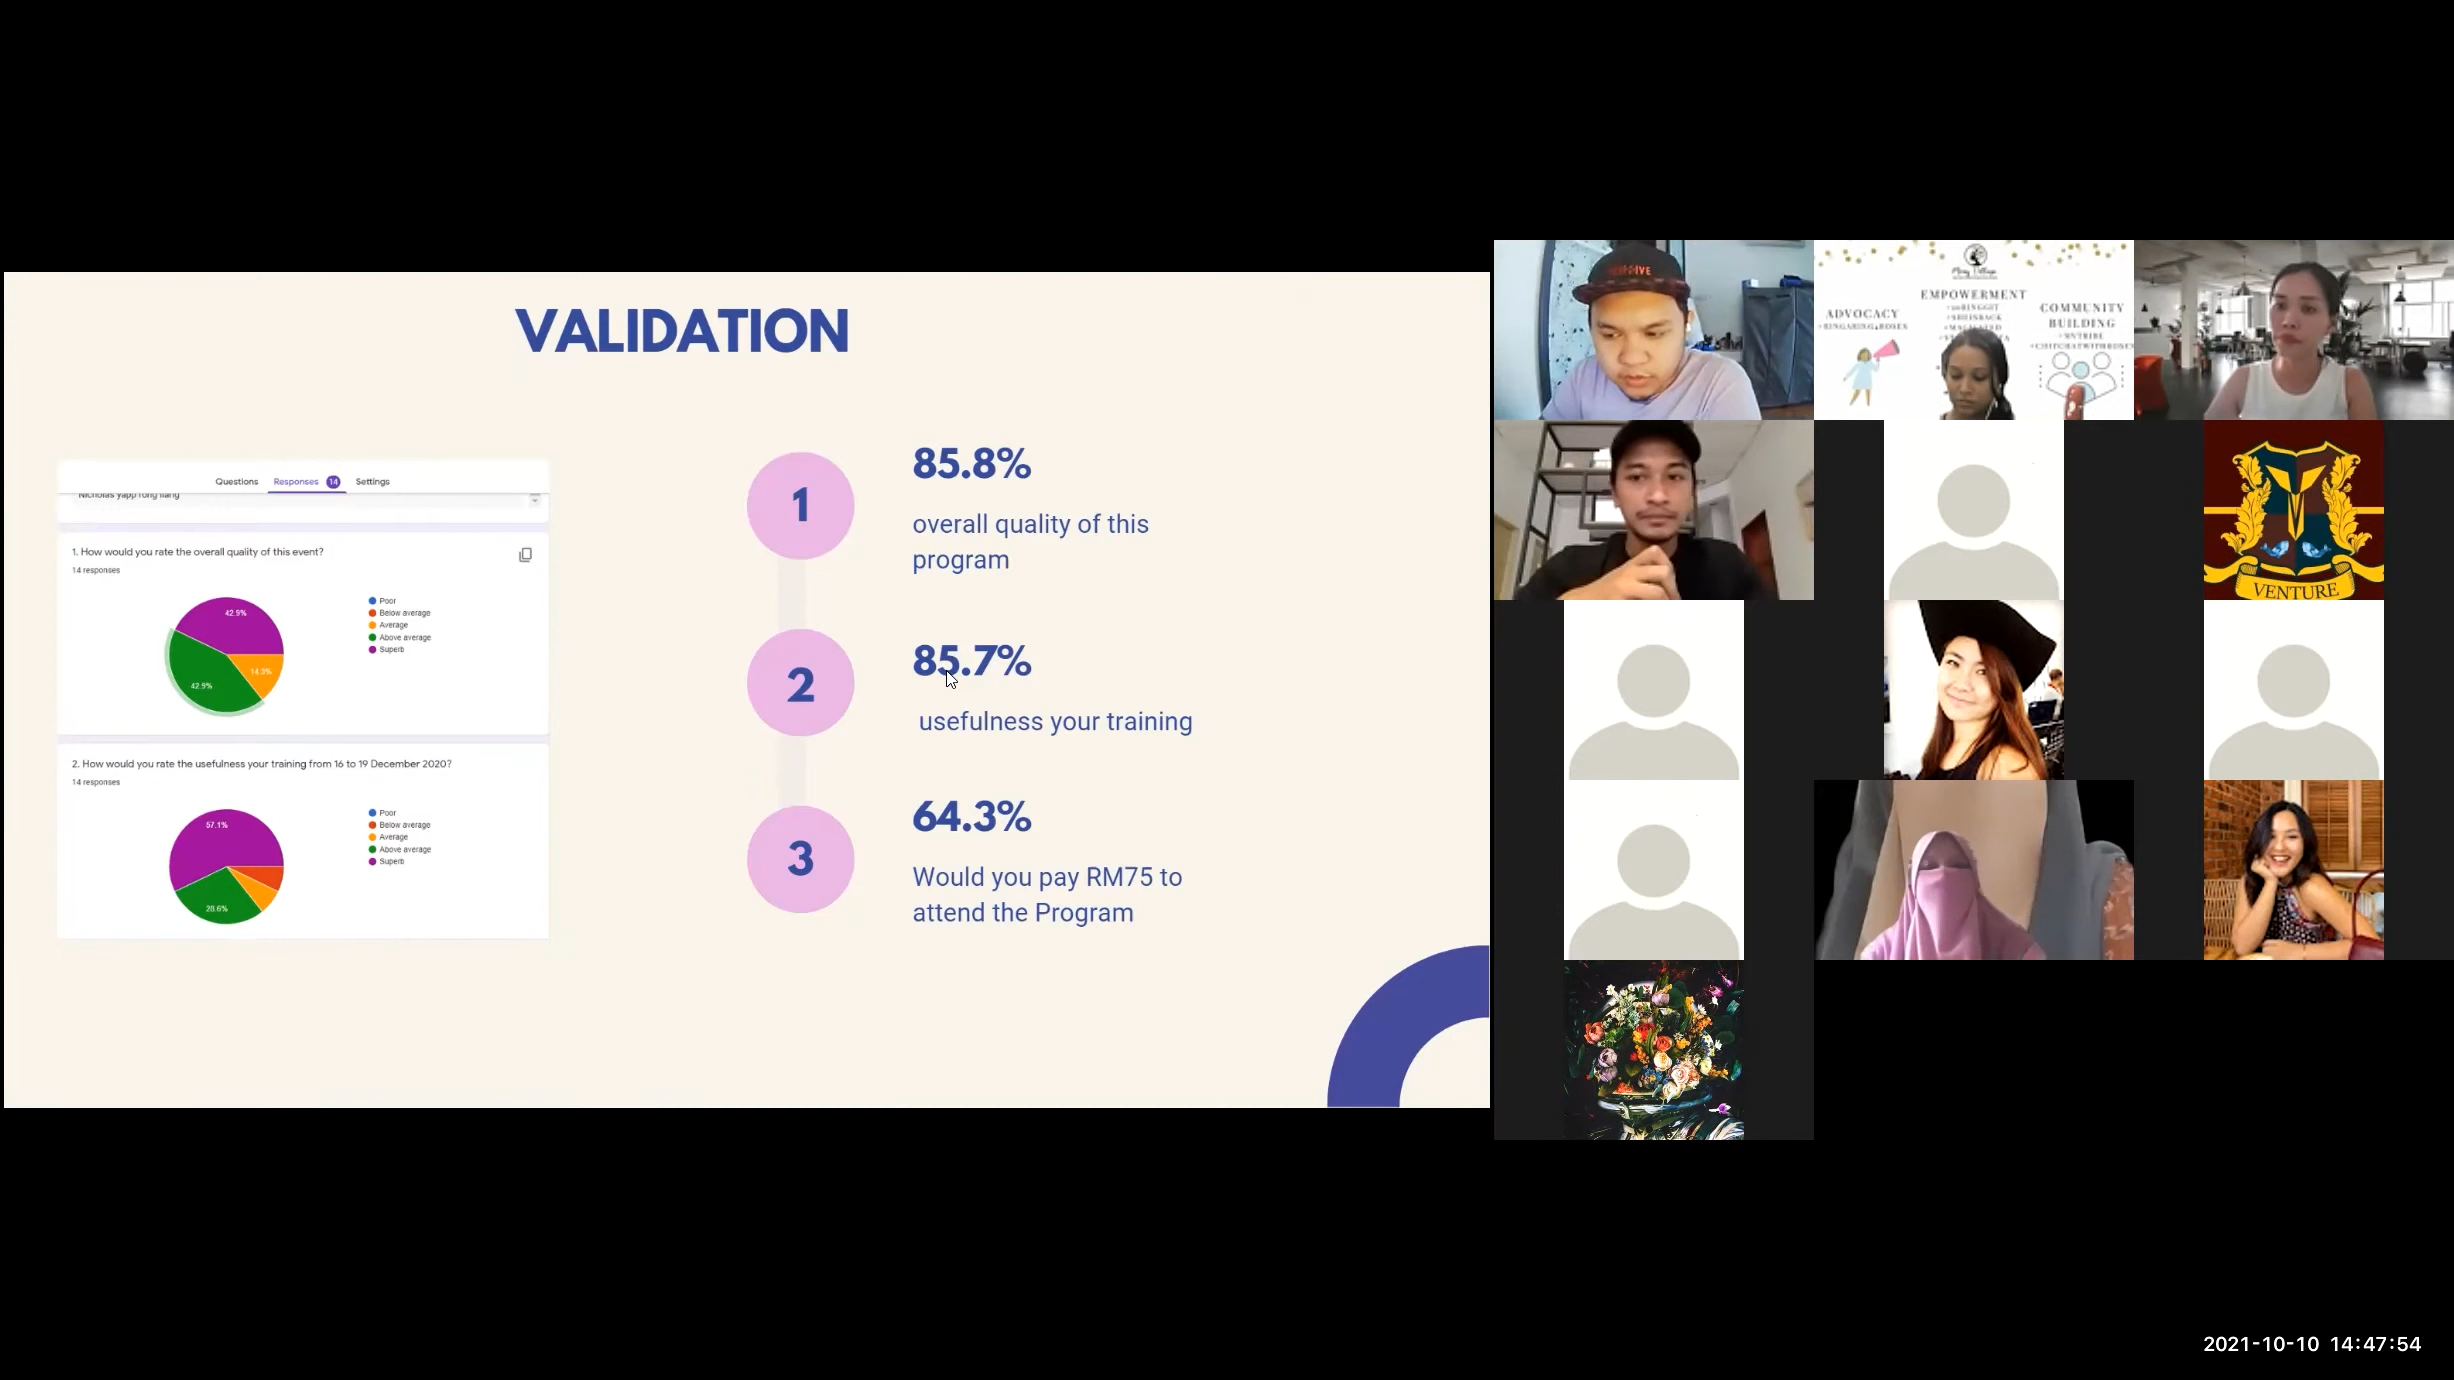 VALIDATION
Questions Responses 14 Settings
Nicholas yapp fong liang
1. How would you rate the overall quality of this event?
14 responses
42.9%
14.3%
42.9%
Poor
Below average
Average
Above average
Superb
2. How would you rate the usefulness your training from 16 to 19 December 2020?
14 responses
57.1%
28.6%
Poor
Below average
Average
Above average
Superb
1
85.8%
overall quality of this
program
2
85.7%
usefulness your training
3
64.3%
Would you pay RM75 to
attend the Program
ADVOCACY
EMPOWERMENT
COMMUNITY
BUILDING
VENTURE
2021-10-10 14:47:54